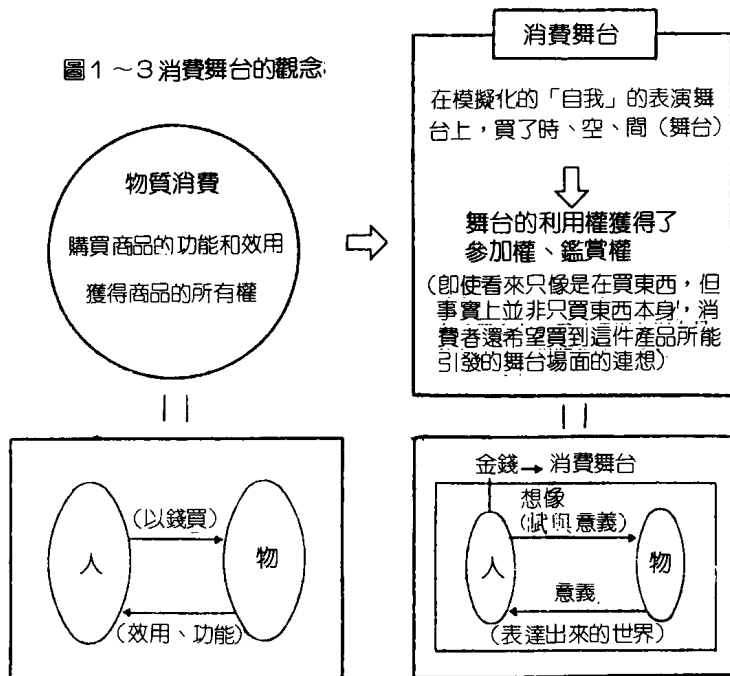 圖1～3消費舞台的觀念
物質消費
購買商品的功能和效用
獲得商品的所有權
消費舞台
在模擬化的「自我」的表演舞
台上，買了時、空、間（舞台）
舞台的利用權獲得了
參加權、鑑賞權
（即使看來只像是在買東西，但
事實上並非只買東西本身，消
費者還希望買到這件產品所能
引發的舞台場面的連想）
（以錢買）
人
物
（效用、功能）
金錢→消費舞台
想像
（賦與意義）
人
物
意義
（表達出來的世界）